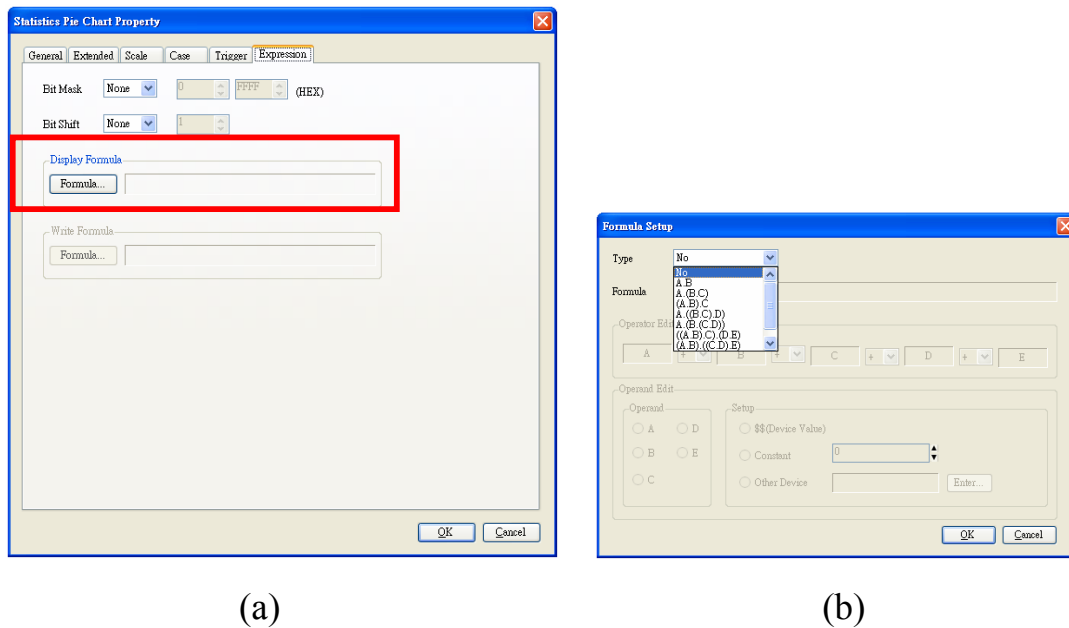 Statistics Pie Chart Property
General Extended Scale Case Trigger Expression
Bit Mask None 0 FFFF (HEX)
Bit Shift None 1
Display Formula
Formula...
Write Formula
Formula...
OK Cancel
(a)
Formula Setup
Type No
No
A.B
A.(B.C)
(A.B).C
A.((B.C).D)
A.(B.(C.D))
((A.B).C).(D.E)
(A.B).((C.D).E)
Formula
Operator Edi
A + B + C + D + E
Operand Edit
Operand
A D
B E
C
Setup
$$(Device Value)
Constant 0
Other Device Enter...
OK Cancel
(b)